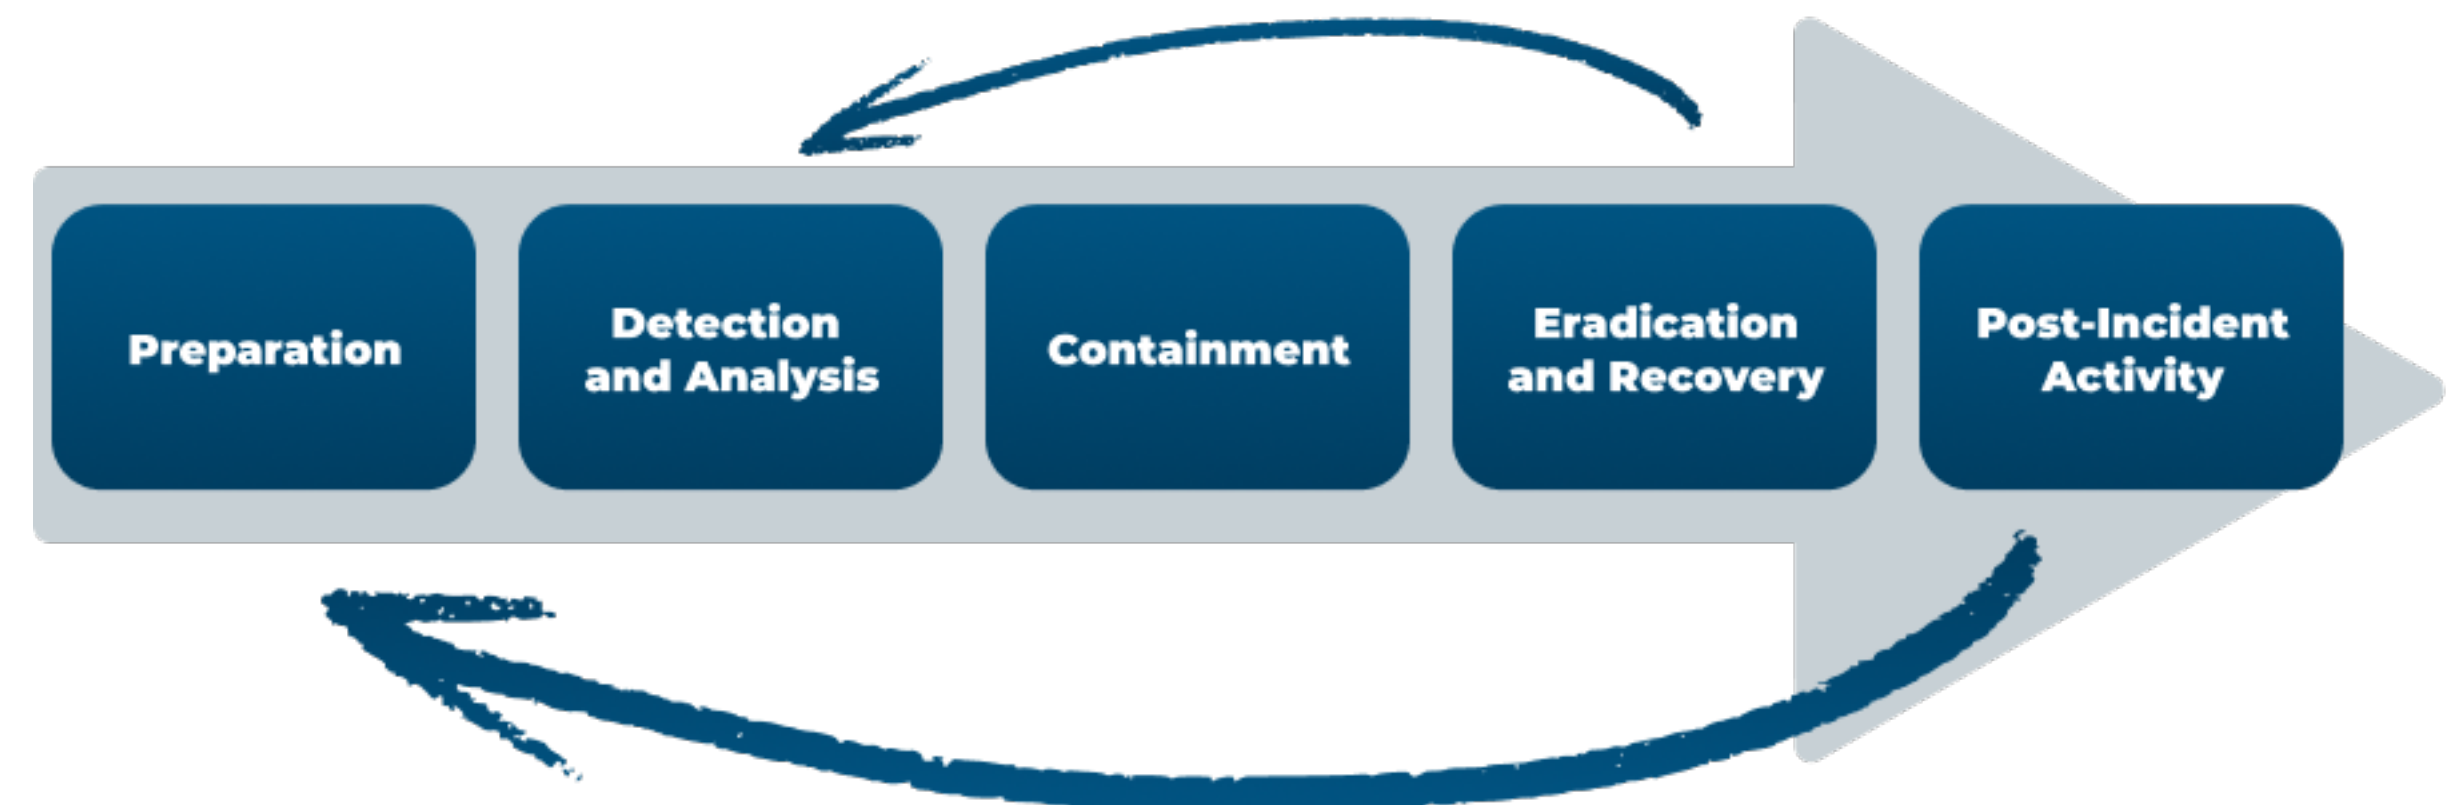 Preparation
Detection
and Analysis
Containment
Eradication
and Recovery
Post-Incident
Activity